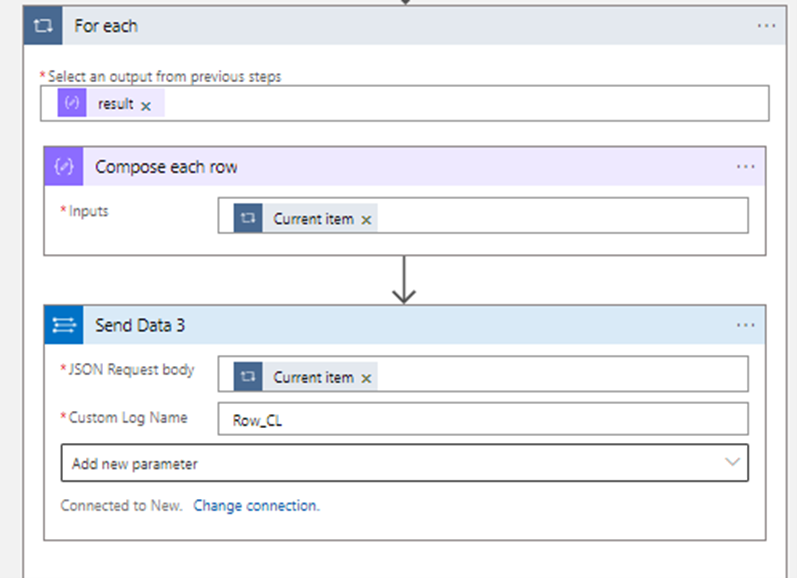 For each
* Select an output from previous steps
result ×
Compose each row
* Inputs
Current item ×
Send Data 3
* JSON Request body
Current item ×
* Custom Log Name
Row_CL
Add new parameter
Connected to New. Change connection.